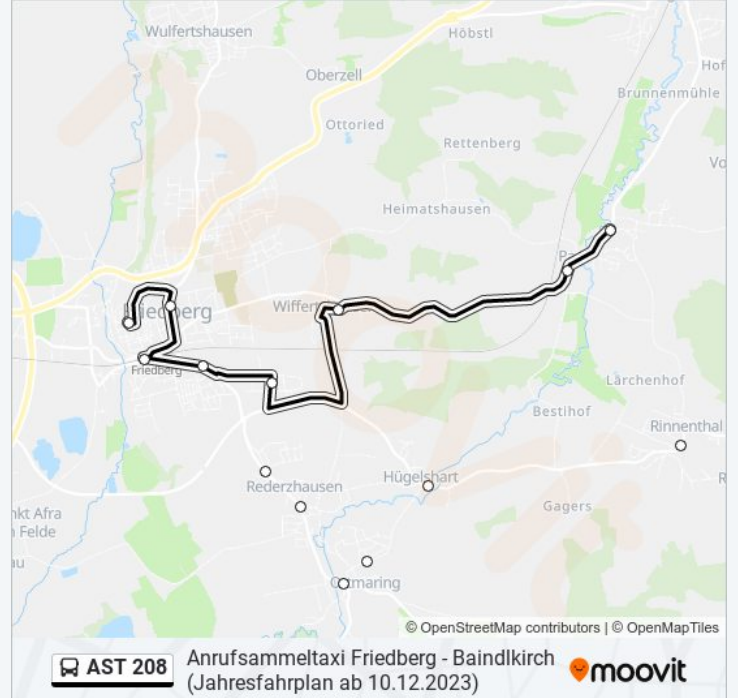 Wulfertshausen
Höbstl
Oberzell
Hof
Brunnenmühle
Ottoried
Rettenberg
Heimatshausen
Friedberg
Friedberg
Lärchenhof
Bestihof
Rinnenthal
Hügelshart
Rederzhausen
Gagers
nkt Afra
n Felde
au
© OpenStreetMap contributors | © OpenMapTiles
AST 208
Anrufsammeltaxi Friedberg - Baindlkirch
(Jahresfahrplan ab 10.12.2023)
moovit